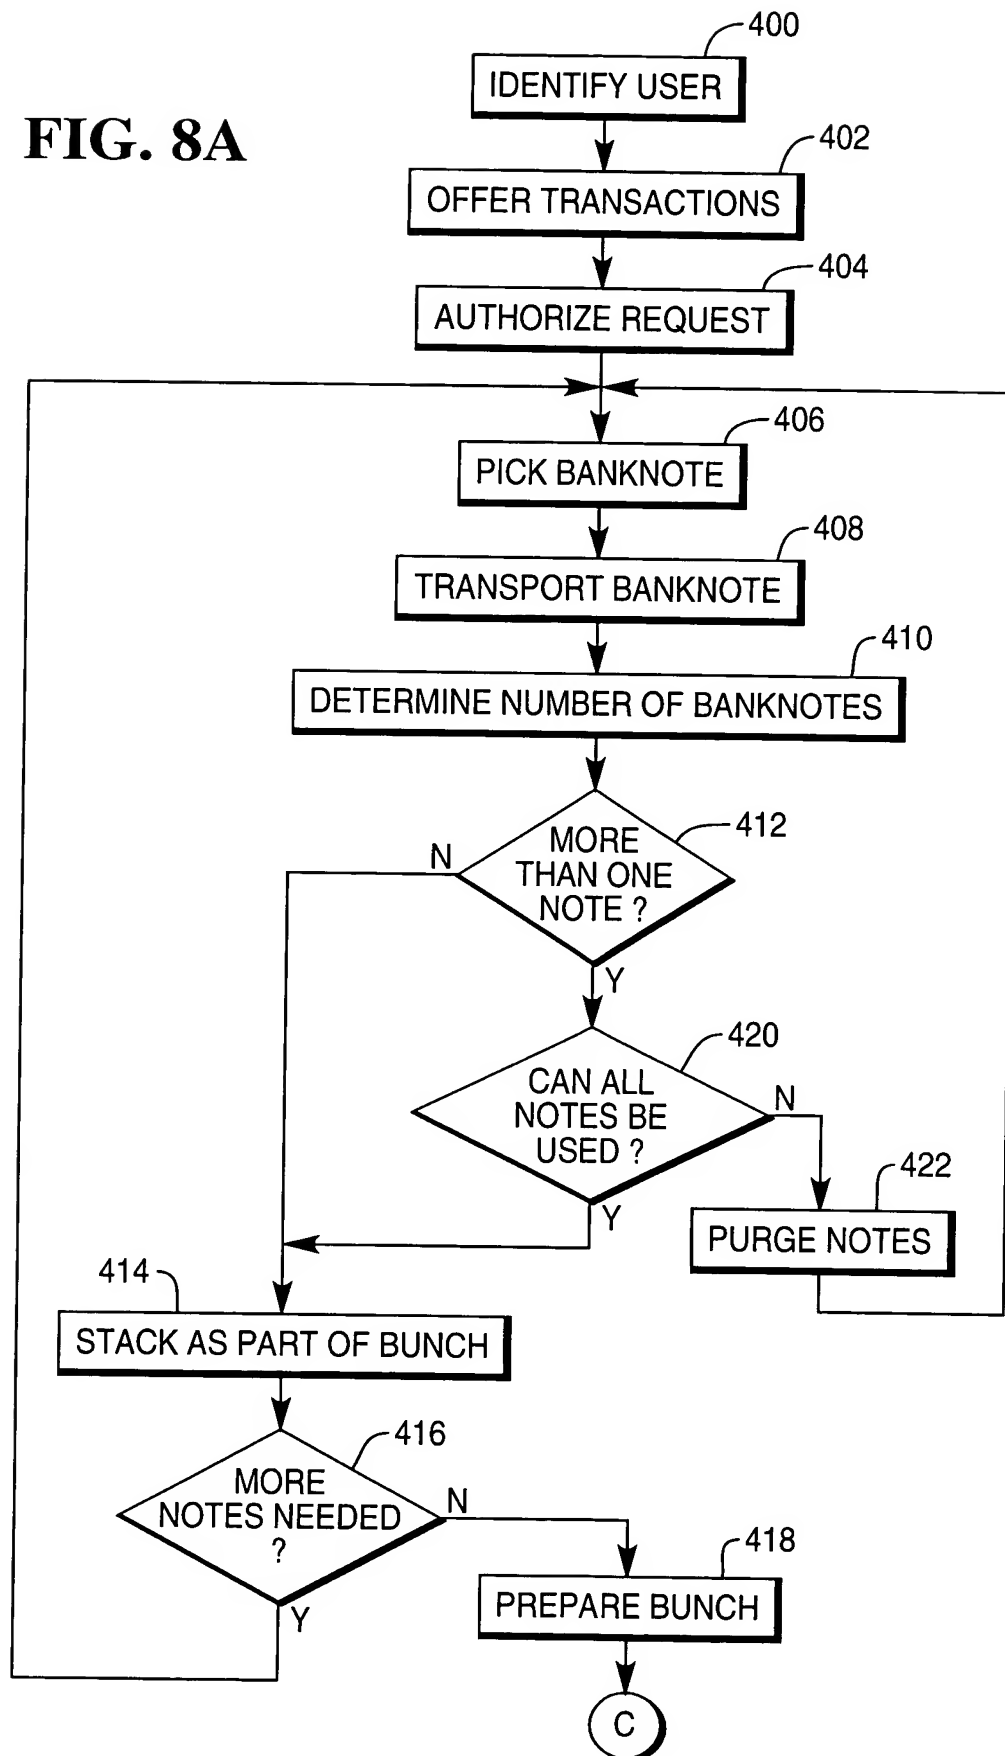 FIG. 8A
400
IDENTIFY USER
402
OFFER TRANSACTIONS
404
AUTHORIZE REQUEST
406
PICK BANKNOTE
408
TRANSPORT BANKNOTE
410
DETERMINE NUMBER OF BANKNOTES
412
MORE
THAN ONE
NOTE ?
N
Y
420
CAN ALL
NOTES BE
USED ?
N
Y
422
PURGE NOTES
414
STACK AS PART OF BUNCH
416
MORE
NOTES NEEDED
?
N
Y
418
PREPARE BUNCH
C